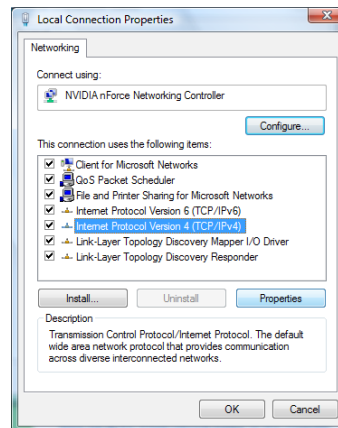 Local Connection Properties
Networking
Connect using:
NVIDIA nForce Networking Controller
Configure...
This connection uses the following items:
Client for Microsoft Networks
QoS Packet Scheduler
File and Printer Sharing for Microsoft Networks
Internet Protocol Version 6 (TCP/IPv6)
Internet Protocol Version 4 (TCP/IPv4)
Link-Layer Topology Discovery Mapper I/O Driver
Link-Layer Topology Discovery Responder
Install... Uninstall Properties
Description
Transmission Control Protocol/Internet Protocol. The default
wide area network protocol that provides communication
across diverse interconnected networks.
OK Cancel